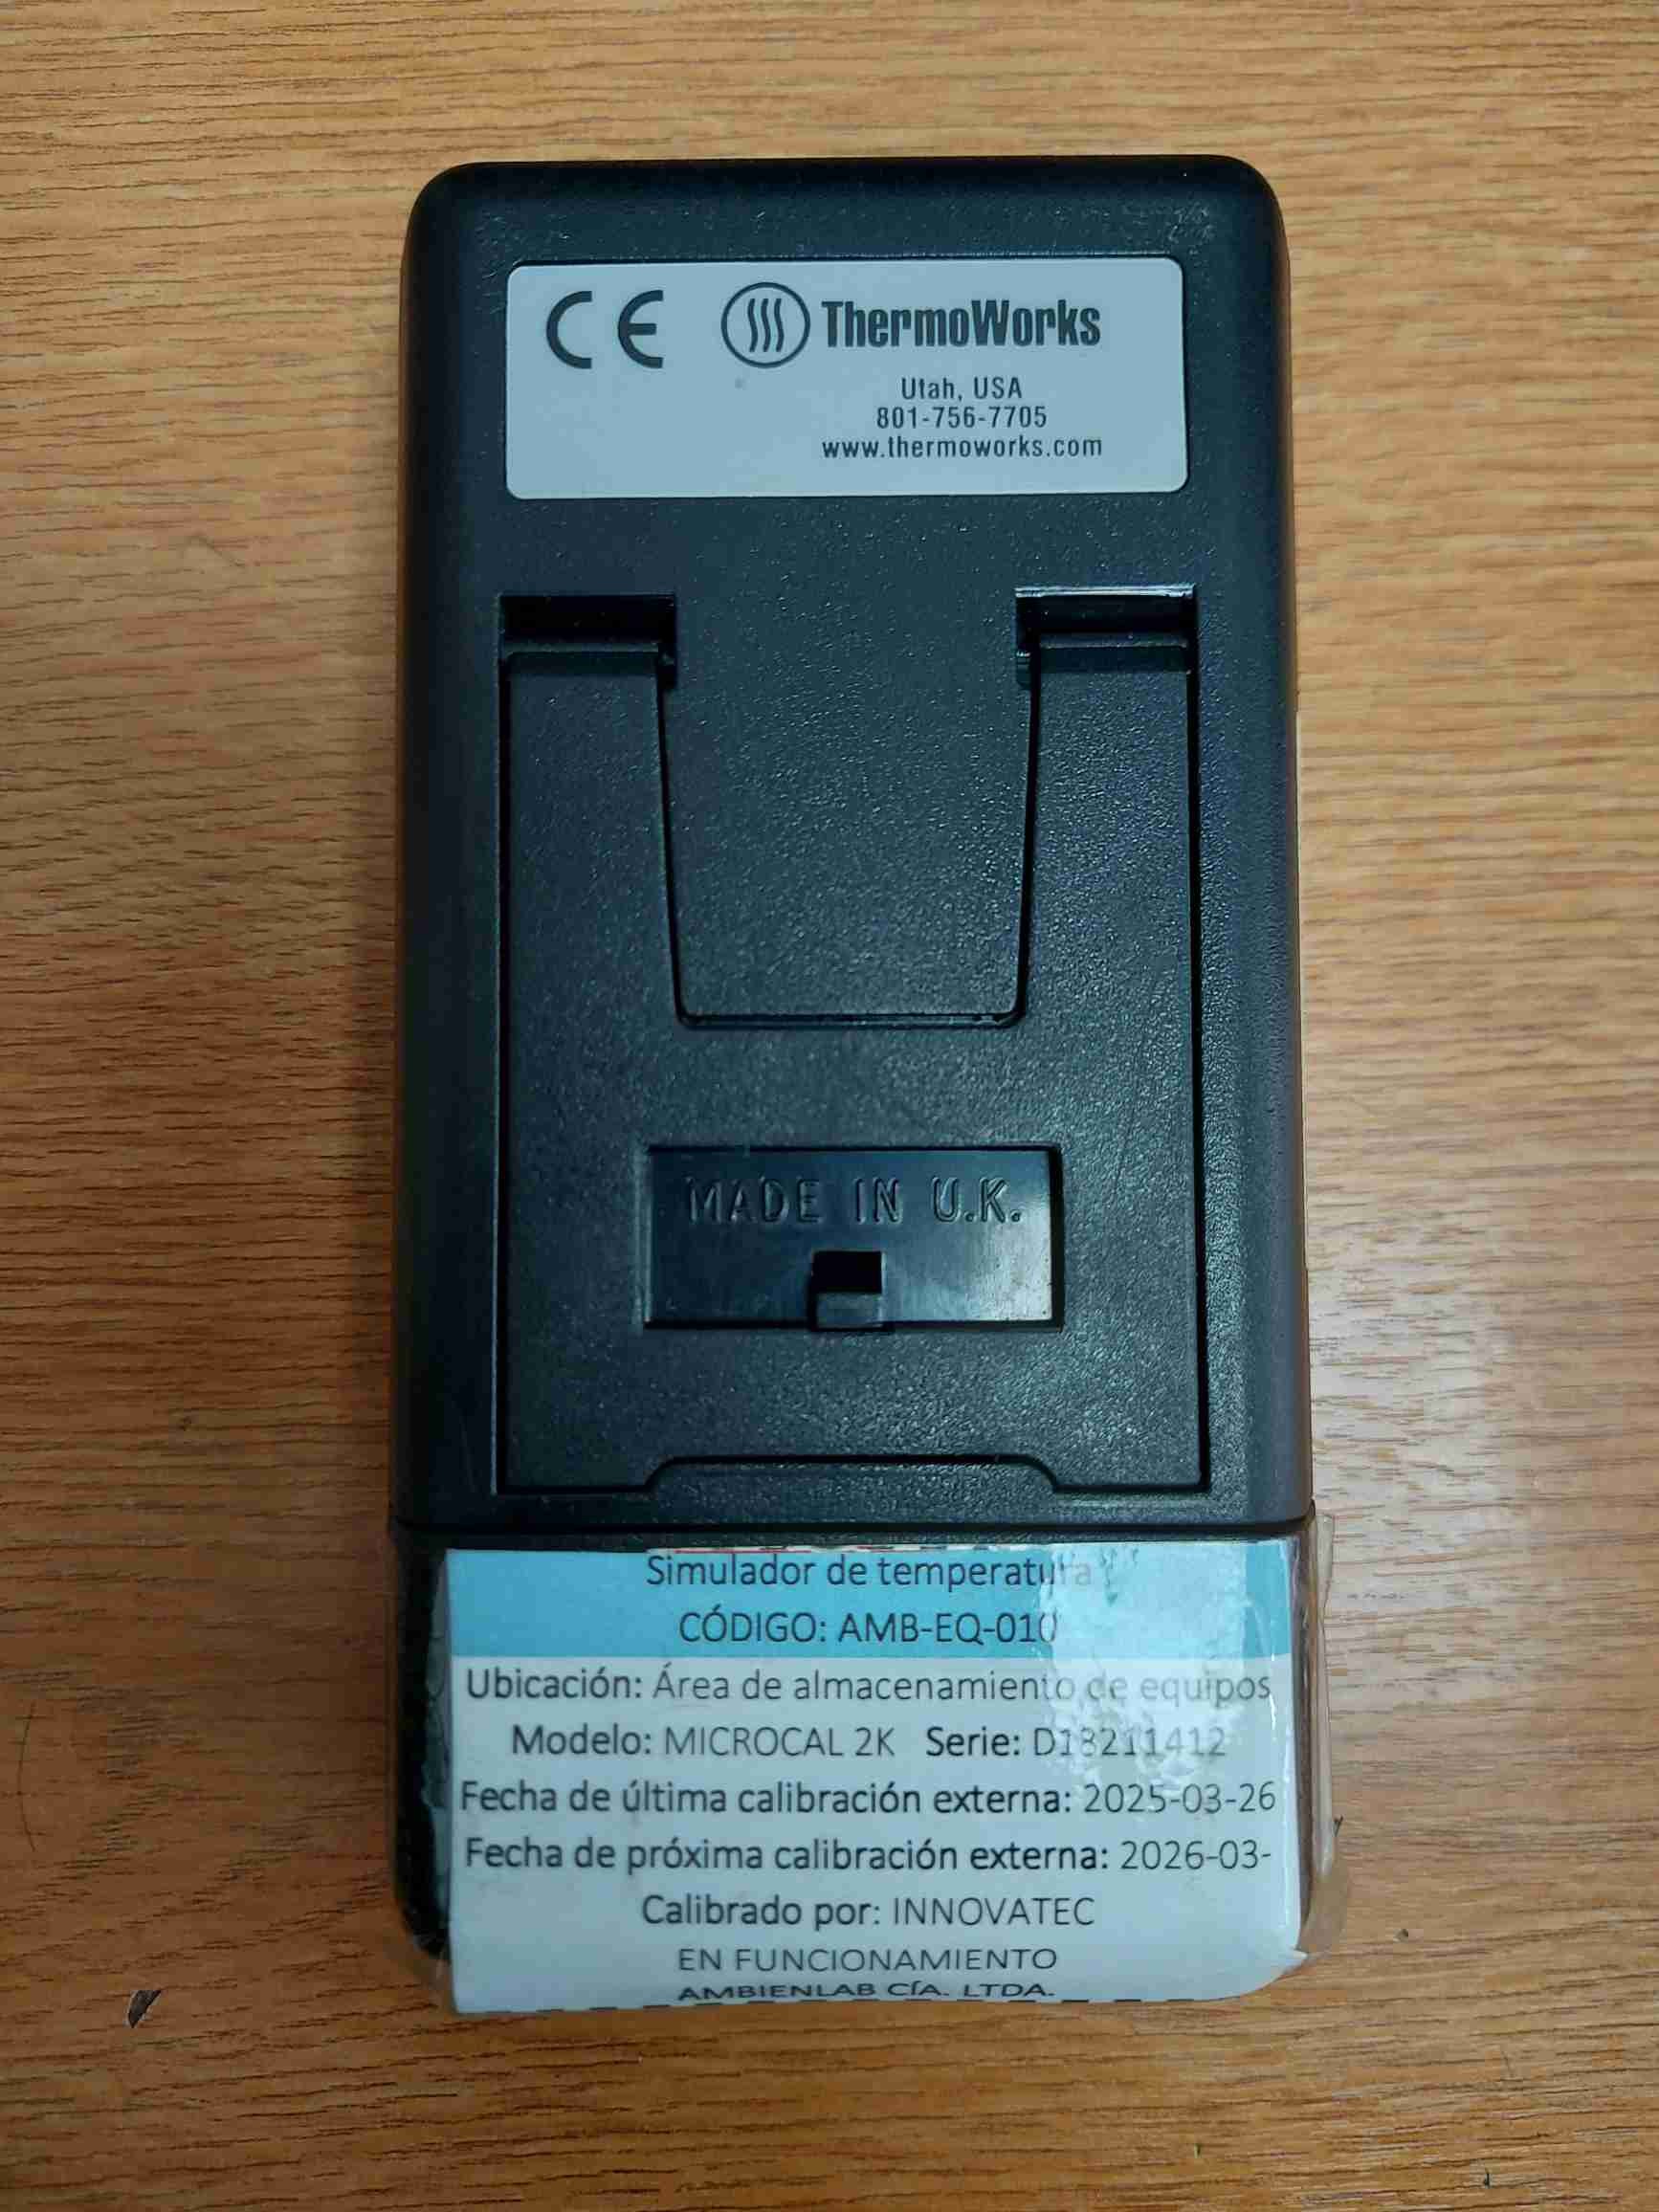 CE ThermoWorks
Utah, USA
801-756-7705
www.thermoworks.com
MADE IN U.K.
Simulador de temperatura
CÓDIGO: AMB-EQ-010
Ubicación: Área de almacenamiento de equipos
Modelo: MICROCAL 2K Serie: D18211412
Fecha de última calibración externa: 2025-03-26
Fecha de próxima calibración externa: 2026-03-
Calibrado por: INNOVATEC
EN FUNCIONAMIENTO
AMBIENLAB CÍA. LTDA.